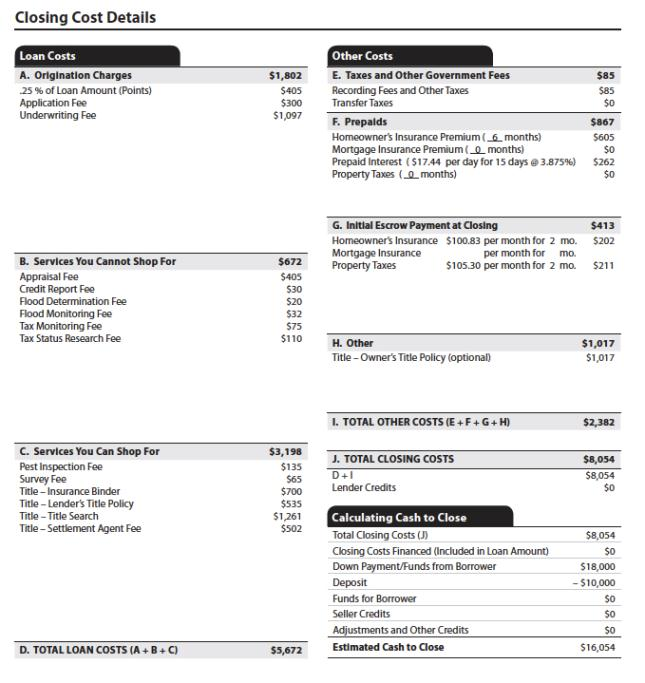 Closing Cost Details
Loan Costs
A. Origination Charges $1,802
.25 % of Loan Amount (Points) $405
Application Fee $300
Underwriting Fee $1,097
B. Services You Cannot Shop For $672
Appraisal Fee $405
Credit Report Fee $30
Flood Determination Fee $20
Flood Monitoring Fee $32
Tax Monitoring Fee $75
Tax Status Research Fee $110
C. Services You Can Shop For $3,198
Pest Inspection Fee $135
Survey Fee $65
Title – Insurance Binder $700
Title – Lender's Title Policy $535
Title – Title Search $1,261
Title – Settlement Agent Fee $502
D. TOTAL LOAN COSTS (A + B + C) $5,672
Other Costs
E. Taxes and Other Government Fees $85
Recording Fees and Other Taxes $85
Transfer Taxes $0
F. Prepaids $867
Homeowner's Insurance Premium ( 6 months) $605
Mortgage Insurance Premium ( 0 months) $0
Prepaid Interest ( $17.44 per day for 15 days @ 3.875%) $262
Property Taxes ( 0 months) $0
G. Initial Escrow Payment at Closing $413
Homeowner's Insurance $100.83 per month for 2 mo. $202
Mortgage Insurance per month for mo.
Property Taxes $105.30 per month for 2 mo. $211
H. Other $1,017
Title – Owner's Title Policy (optional) $1,017
I. TOTAL OTHER COSTS (E + F + G + H) $2,382
J. TOTAL CLOSING COSTS $8,054
D + I $8,054
Lender Credits $0
Calculating Cash to Close
Total Closing Costs (J) $8,054
Closing Costs Financed (Included in Loan Amount) $0
Down Payment/Funds from Borrower $18,000
Deposit – $10,000
Funds for Borrower $0
Seller Credits $0
Adjustments and Other Credits $0
Estimated Cash to Close $16,054